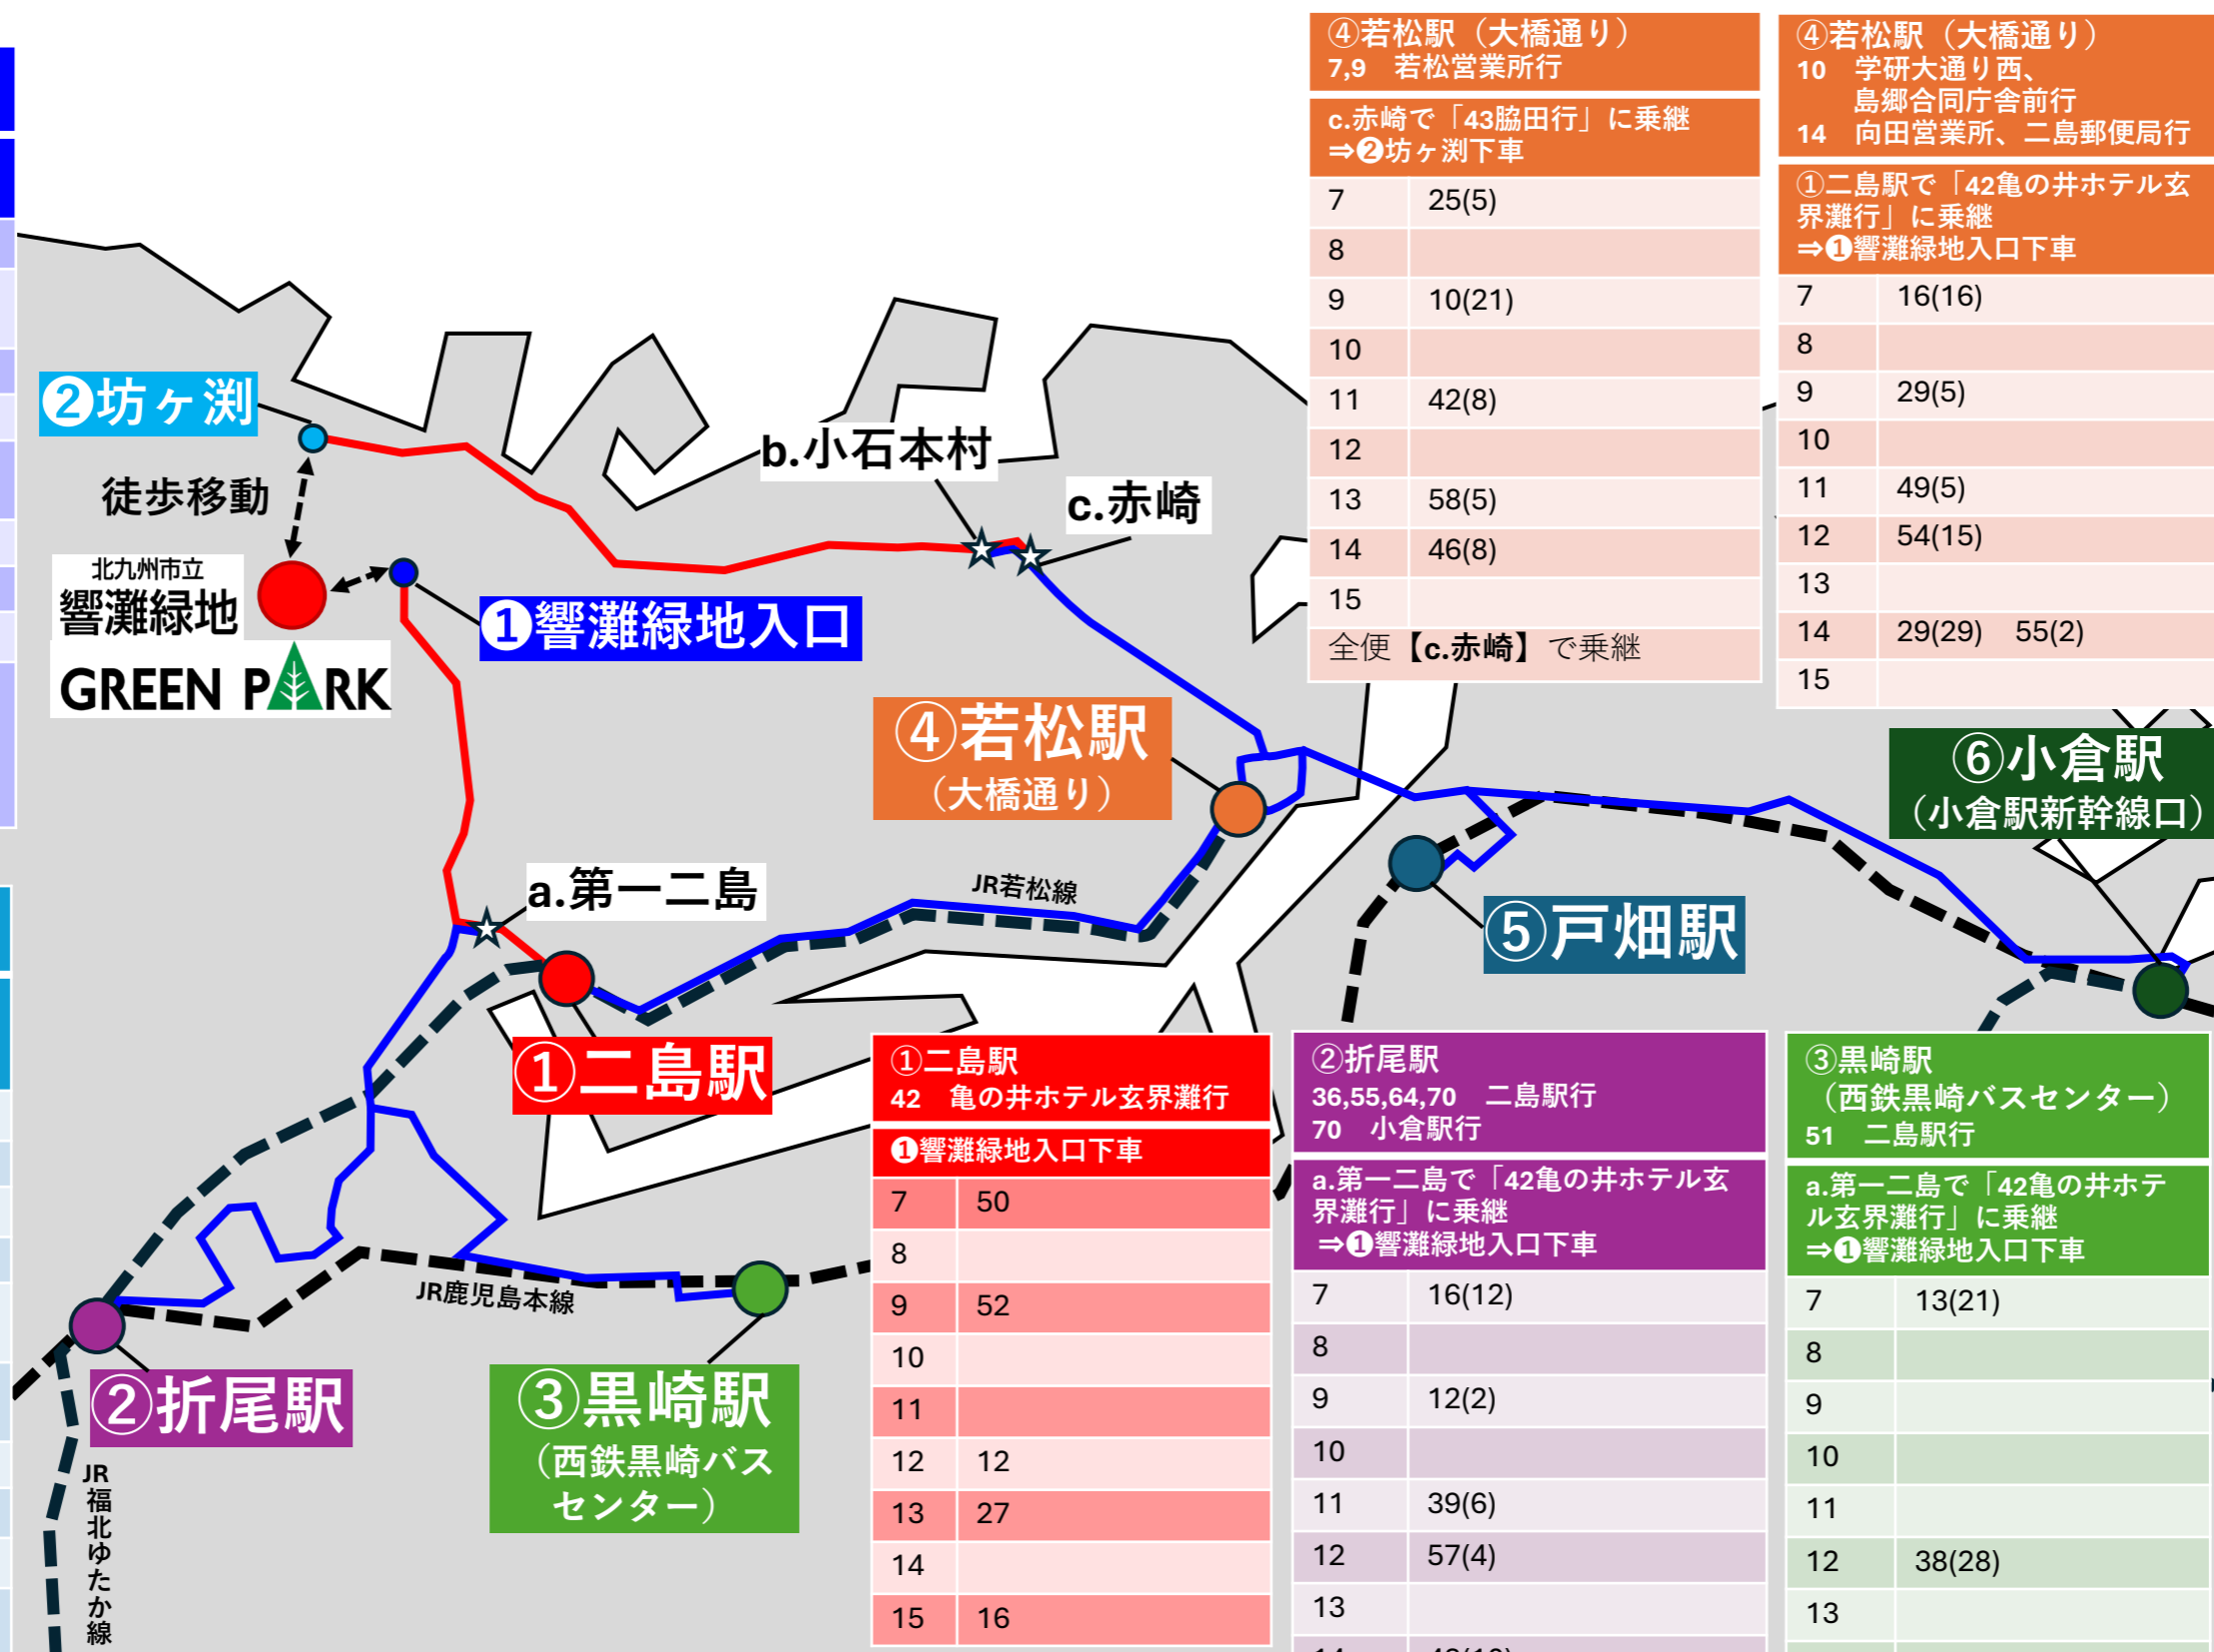 ④若松駅（大橋通り）
7,9　若松営業所行
c.赤崎で「43脇田行」に乗継
⇒❷坊ヶ渕下車
7　25(5)
8
9　10(21)
10
11　42(8)
12
13　58(5)
14　46(8)
15
全便【c.赤崎】で乗継
④若松駅（大橋通り）
10　学研大通り西、
島郷合同庁舎前行
14　向田営業所、二島郵便局行
①二島駅で「42亀の井ホテル玄
界灘行」に乗継
⇒❶響灘緑地入口下車
7　16(16)
8
9　29(5)
10
11　49(5)
12　54(15)
13
14　29(29)　55(2)
15
❷坊ヶ渕
徒歩移動
北九州市立
響灘緑地
GREEN PARK
❶響灘緑地入口
b.小石本村
c.赤崎
④若松駅
（大橋通り）
⑥小倉駅
（小倉駅新幹線口）
a.第一二島
JR若松線
⑤戸畑駅
①二島駅
JR鹿児島本線
②折尾駅
③黒崎駅
（西鉄黒崎バス
センター）
JR福北ゆたか線
①二島駅
42　亀の井ホテル玄界灘行
❶響灘緑地入口下車
7　50
8
9　52
10
11
12　12
13　27
14
15　16
②折尾駅
36,55,64,70　二島駅行
70　小倉駅行
a.第一二島で「42亀の井ホテル玄
界灘行」に乗継
⇒❶響灘緑地入口下車
7　16(12)
8
9　12(2)
10
11　39(6)
12　57(4)
13
③黒崎駅
（西鉄黒崎バスセンター）
51　二島駅行
a.第一二島で「42亀の井ホテ
ル玄界灘行」に乗継
⇒❶響灘緑地入口下車
7　13(21)
8
9
10
11
12　38(28)
13